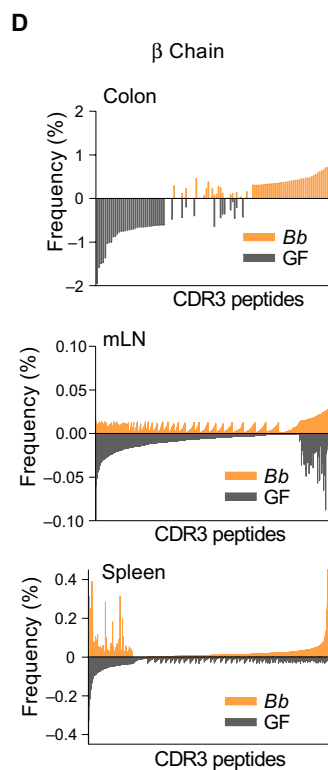 D
β Chain
Colon
2
1
0
−1
−2
Frequency (%)
Bb
GF
CDR3 peptides
mLN
0.10
0.05
0.00
−0.05
−0.10
Frequency (%)
Bb
GF
CDR3 peptides
Spleen
0.4
0.2
0
−0.2
−0.4
Frequency (%)
Bb
GF
CDR3 peptides